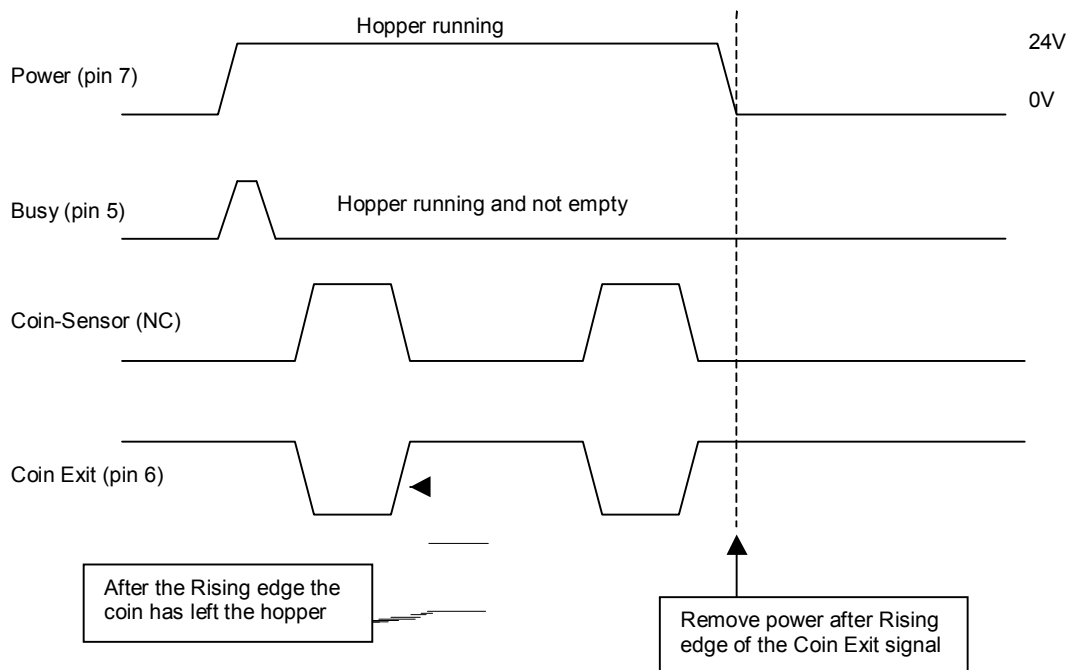 Hopper running
24V
Power (pin 7)
0V
Busy (pin 5)
Hopper running and not empty
Coin-Sensor (NC)
Coin Exit (pin 6)
After the Rising edge the
coin has left the hopper
Remove power after Rising
edge of the Coin Exit signal